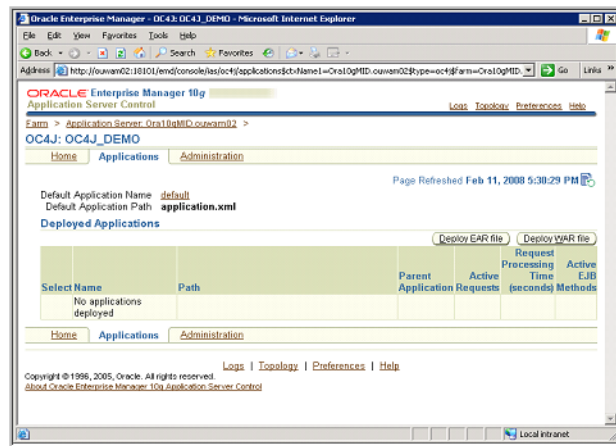 Oracle Enterprise Manager - OC4J: OC4J_DEMO - Microsoft Internet Explorer
File Edit View Favorites Tools Help
Back Search Favorites
Address http://ouwam02:18101/emd/console/ias/oc4j/applications$ctxName1=Ora10gMID.ouwam02$type=oc4j$Farm=Ora10gMID. Go Links »
ORACLE Enterprise Manager 10g
Application Server Control
Logs Topology Preferences Help
Farm > Application Server: Ora10gMID.ouwam02 >
OC4J: OC4J_DEMO
Home Applications Administration
Page Refreshed Feb 11, 2008 5:30:29 PM
Default Application Name default
Default Application Path application.xml
Deployed Applications
Deploy EAR file Deploy WAR file
Select Name Path Parent Application Active Requests Request Processing Time (seconds) Active EJB Methods
No applications deployed
Home Applications Administration
Logs | Topology | Preferences | Help
Copyright © 1996, 2005, Oracle. All rights reserved.
About Oracle Enterprise Manager 10g Application Server Control
Local intranet